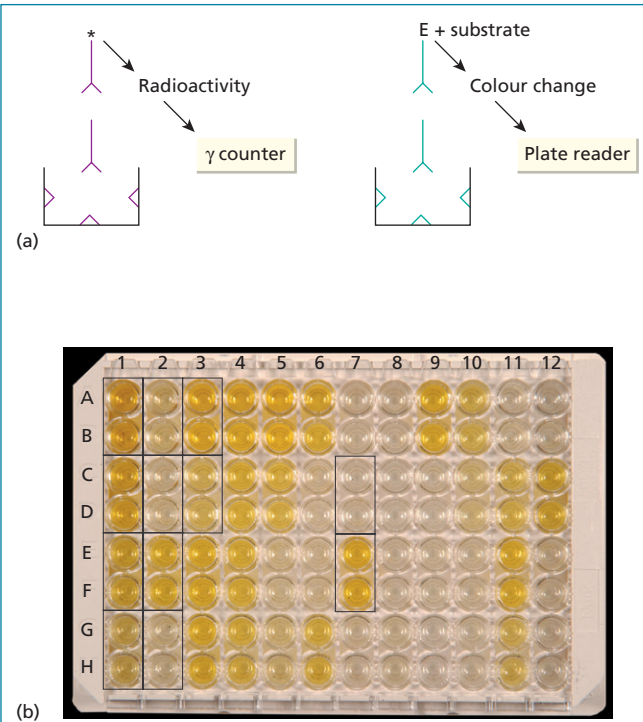 *
Radioactivity
γ counter
E + substrate
Colour change
Plate reader
(a)
1 2 3 4 5 6 7 8 9 10 11 12
A
B
C
D
E
F
G
H
(b)